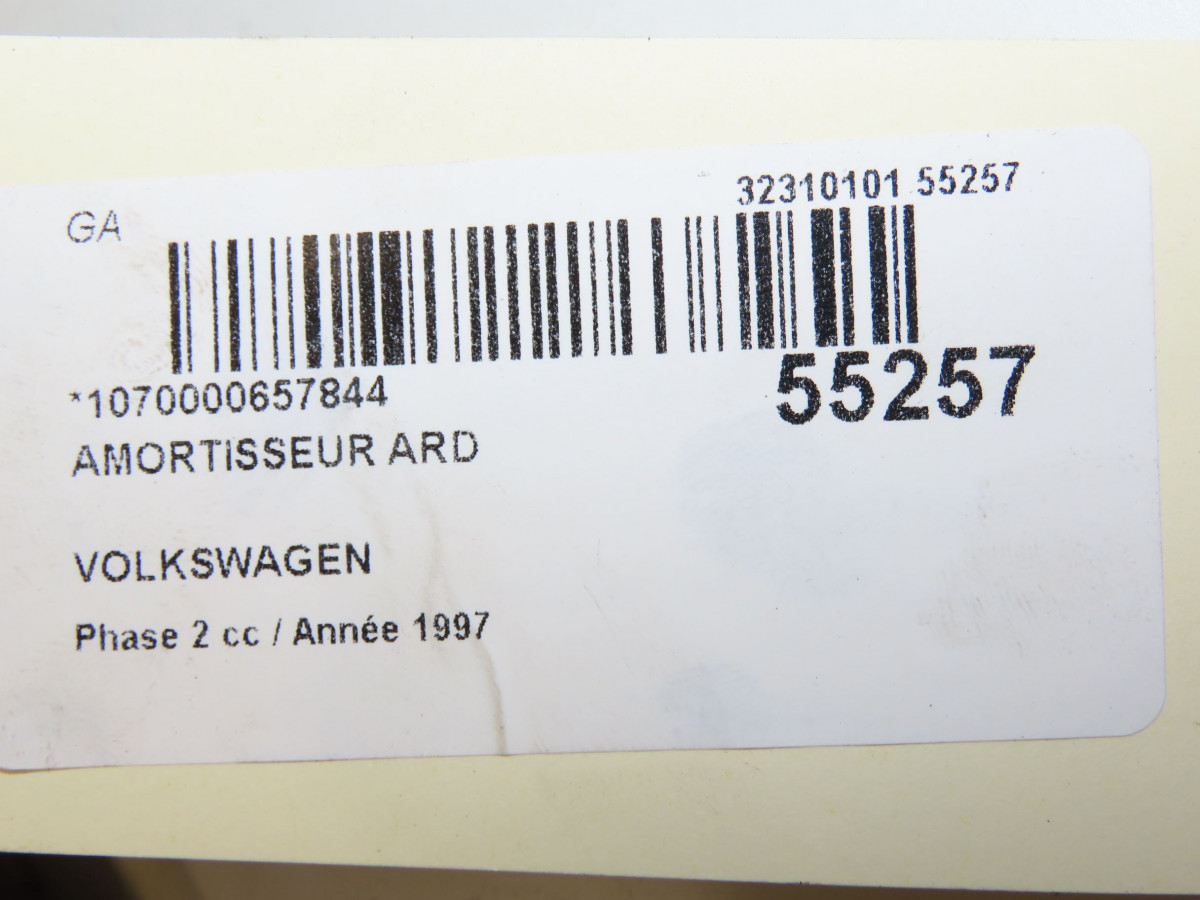 GA
32310101 55257
*1070000657844
55257
AMORTISSEUR ARD
VOLKSWAGEN
Phase 2 cc / Année 1997